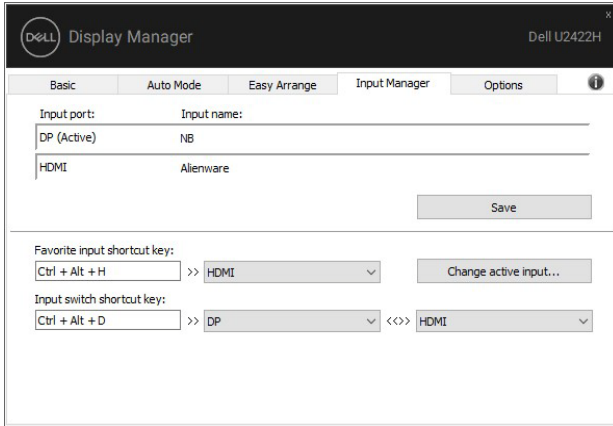 x
DELL Display Manager Dell U2422H
Basic Auto Mode Easy Arrange Input Manager Options i
Input port: Input name:
DP (Active) NB
HDMI Alienware
Save
Favorite input shortcut key:
Ctrl + Alt + H >> HDMI Change active input...
Input switch shortcut key:
Ctrl + Alt + D >> DP <<>> HDMI